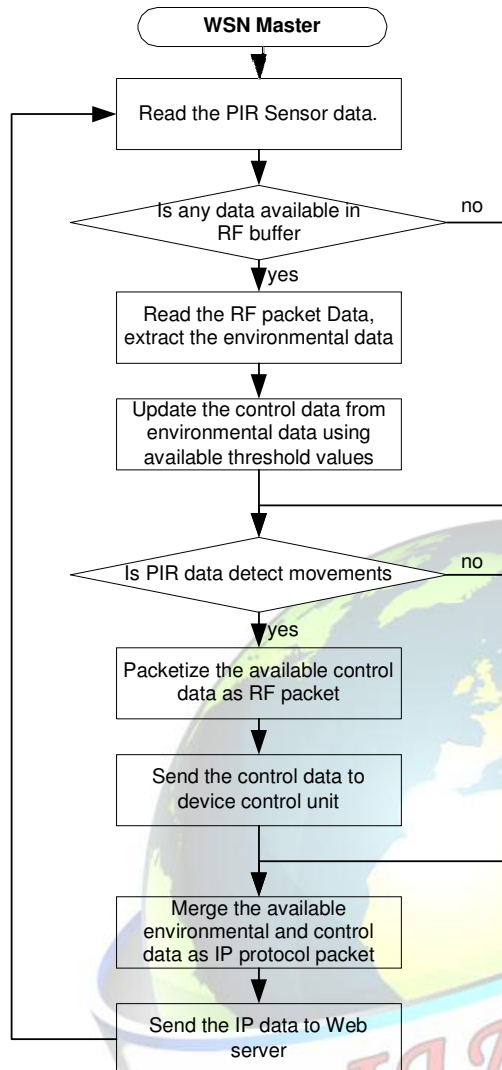 WSN Master
Read the PIR Sensor data.
Is any data available in
RF buffer
no
yes
Read the RF packet Data,
extract the environmental data
Update the control data from
environmental data using
available threshold values
Is PIR data detect movements
no
yes
Packetize the available control
data as RF packet
Send the control data to
device control unit
Merge the available
environmental and control
data as IP protocol packet
Send the IP data to Web
server